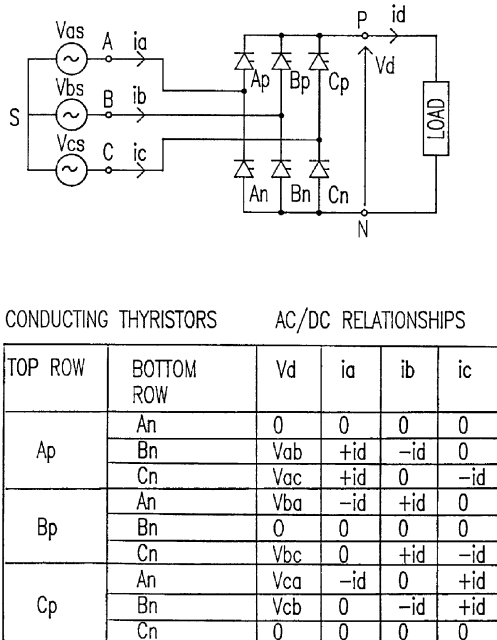 Vas A ia
Vbs B ib
S
Vcs C ic
Ap Bp Cp
An Bn Cn
P id
Vd
N
LOAD
CONDUCTING THYRISTORS AC/DC RELATIONSHIPS
TOP ROW BOTTOM ROW Vd ia ib ic
Ap
An 0 0 0 0
Bn Vab +id -id 0
Cn Vac +id 0 -id
Bp
An Vba -id +id 0
Bn 0 0 0 0
Cn Vbc 0 +id -id
Cp
An Vca -id 0 +id
Bn Vcb 0 -id +id
Cn 0 0 0 0